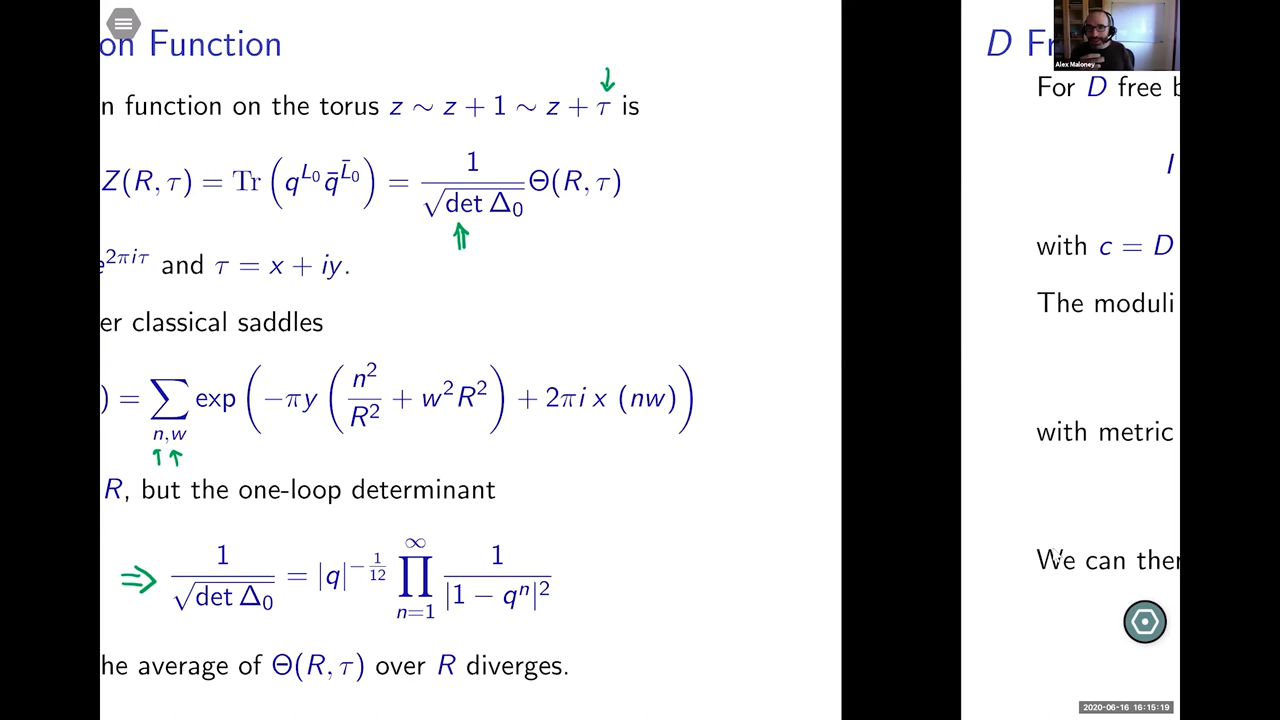 on Function
n function on the torus z ∼ z + 1 ∼ z + τ is
Z(R, τ) = Tr (q^{L_0} q̄^{L̄_0}) = 1/√(det Δ_0) Θ(R, τ)
e^{2πiτ} and τ = x + iy.
er classical saddles
) = ∑_{n,w} exp (−πy (n²/R² + w²R²) + 2πi x (nw))
R, but the one-loop determinant
⇒ 1/√(det Δ_0) = |q|^{−1/12} ∏_{n=1}^{∞} 1/|1 − q^n|²
he average of Θ(R, τ) over R diverges.
D Fr
Alex Maloney
For D free b
I
with c = D
The moduli
with metric
We can ther
2020-06-16 16:15:19